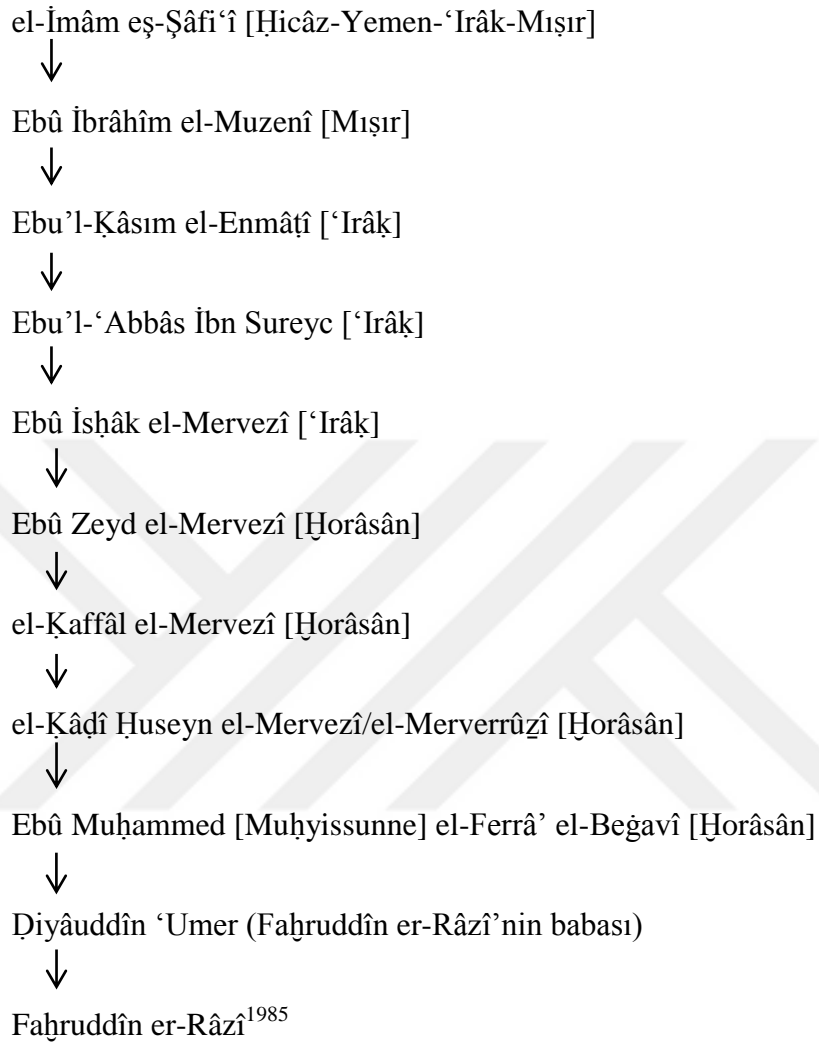 el-İmâm eş-Şâfi‘î [Ḥicâz-Yemen-‘Irâḳ-Mıṣır]
Ebû İbrâhîm el-Muzenî [Mıṣır]
Ebu’l-Ḳâsım el-Enmâṭî [‘Irâḳ]
Ebu’l-‘Abbâs İbn Sureyc [‘Irâḳ]
Ebû İsḥâk el-Mervezî [‘Irâḳ]
Ebû Zeyd el-Mervezî [Ḫorâsân]
el-Ḳaffâl el-Mervezî [Ḫorâsân]
el-Ḳâḍî Ḥuseyn el-Mervezî/el-Merverrûẕî [Ḫorâsân]
Ebû Muḥammed [Muḥyissunne] el-Ferrâ’ el-Beġavî [Ḫorâsân]
Ḍiyâuddîn ‘Umer (Faḫruddîn er-Râzî’nin babası)
Faḫruddîn er-Râzî¹⁹⁸⁵